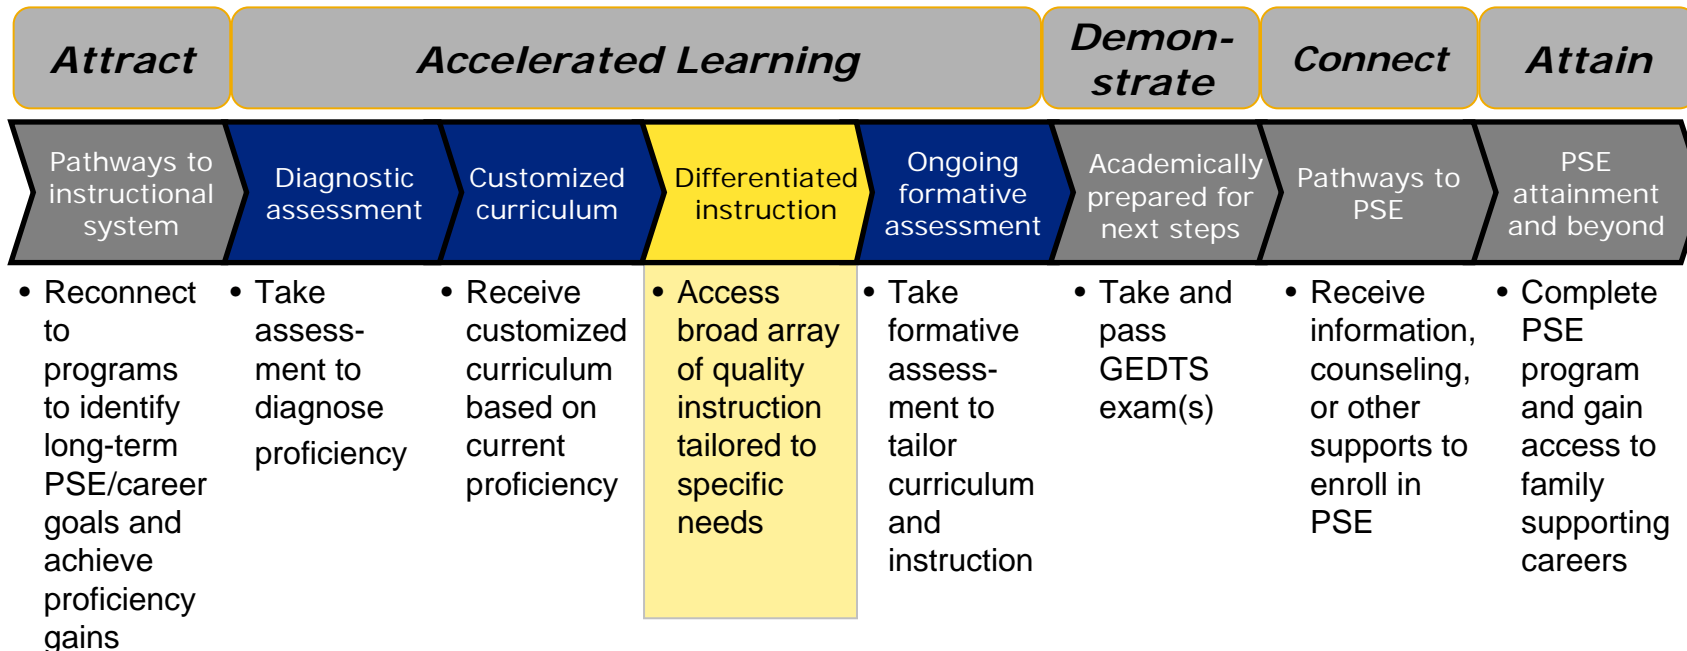 Attract
Accelerated Learning
Demon-
strate
Connect
Attain
Pathways to
instructional
system
Diagnostic
assessment
Customized
curriculum
Differentiated
instruction
Ongoing
formative
assessment
Academically
prepared for
next steps
Pathways to
PSE
PSE
attainment
and beyond
• Reconnect
to
programs
to identify
long-term
PSE/career
goals and
achieve
proficiency
gains
• Take
assess-
ment to
diagnose
proficiency
• Receive
customized
curriculum
based on
current
proficiency
• Access
broad array
of quality
instruction
tailored to
specific
needs
• Take
formative
assess-
ment to
tailor
curriculum
and
instruction
• Take and
pass
GEDTS
exam(s)
• Receive
information,
counseling,
or other
supports to
enroll in
PSE
• Complete
PSE
program
and gain
access to
family
supporting
careers